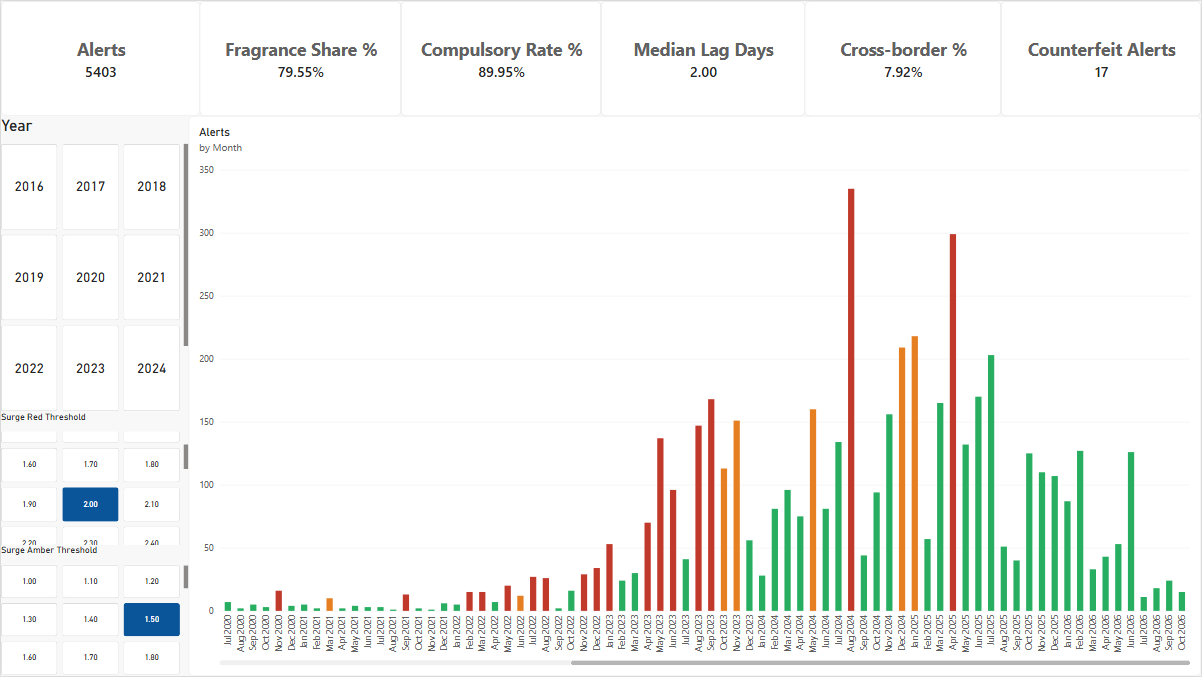 Alerts
5403
Fragrance Share %
79.55%
Compulsory Rate %
89.95%
Median Lag Days
2.00
Cross-border %
7.92%
Counterfeit Alerts
17
Year
2016 2017 2018
2019 2020 2021
2022 2023 2024
Surge Red Threshold
1.60 1.70 1.80
1.90 2.00 2.10
2.20 2.30 2.40
Surge Amber Threshold
1.00 1.10 1.20
1.30 1.40 1.50
1.60 1.70 1.80
Alerts
by Month
350
300
250
200
150
100
50
0
Jul 2020
Aug 2020
Sep 2020
Oct 2020
Nov 2020
Dec 2020
Jan 2021
Feb 2021
Mar 2021
Apr 2021
May 2021
Jun 2021
Jul 2021
Aug 2021
Sep 2021
Oct 2021
Nov 2021
Dec 2021
Jan 2022
Feb 2022
Mar 2022
Apr 2022
May 2022
Jun 2022
Jul 2022
Aug 2022
Sep 2022
Oct 2022
Nov 2022
Dec 2022
Jan 2023
Feb 2023
Mar 2023
Apr 2023
May 2023
Jun 2023
Jul 2023
Aug 2023
Sep 2023
Oct 2023
Nov 2023
Dec 2023
Jan 2024
Feb 2024
Mar 2024
Apr 2024
May 2024
Jun 2024
Jul 2024
Aug 2024
Sep 2024
Oct 2024
Nov 2024
Dec 2024
Jan 2025
Feb 2025
Mar 2025
Apr 2025
May 2025
Jun 2025
Jul 2025
Aug 2025
Sep 2025
Oct 2025
Nov 2025
Dec 2025
Jan 2026
Feb 2026
Mar 2026
Apr 2026
May 2026
Jun 2026
Jul 2026
Aug 2026
Sep 2026
Oct 2026